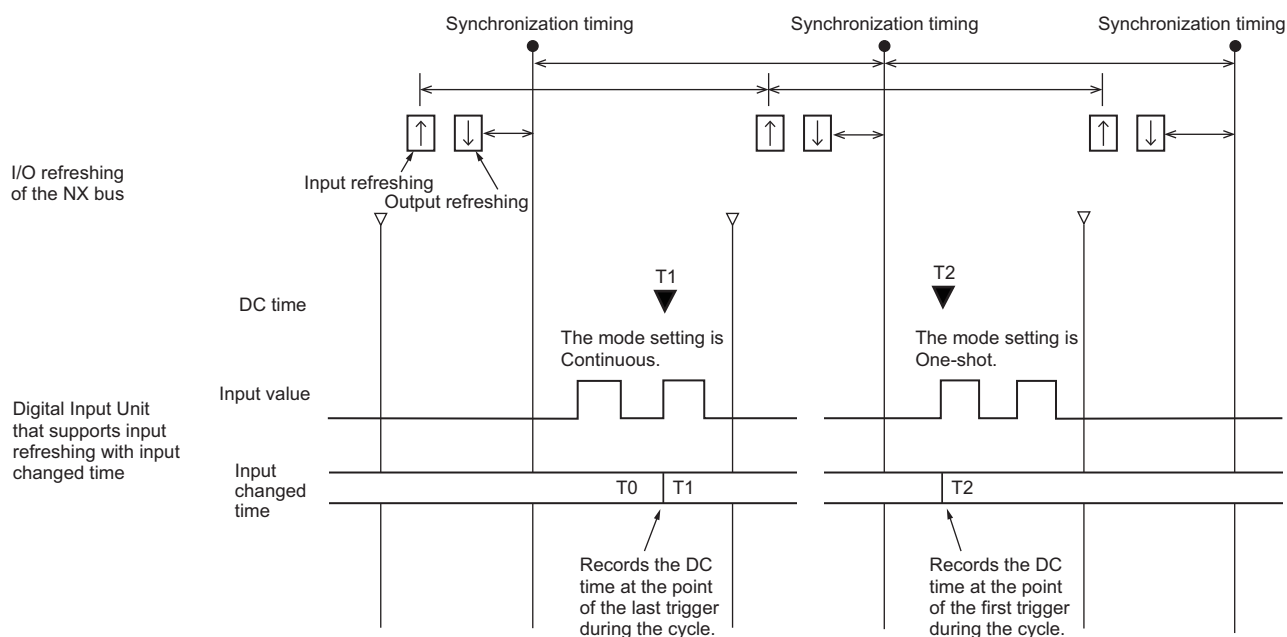 Synchronization timing
Synchronization timing
Synchronization timing
I/O refreshing
of the NX bus
Input refreshing
Output refreshing
DC time
T1
T2
The mode setting is
Continuous.
The mode setting is
One-shot.
Digital Input Unit
that supports input
refreshing with input
changed time
Input value
Input
changed
time
T0
T1
T2
Records the DC
time at the point
of the last trigger
during the cycle.
Records the DC
time at the point
of the first trigger
during the cycle.